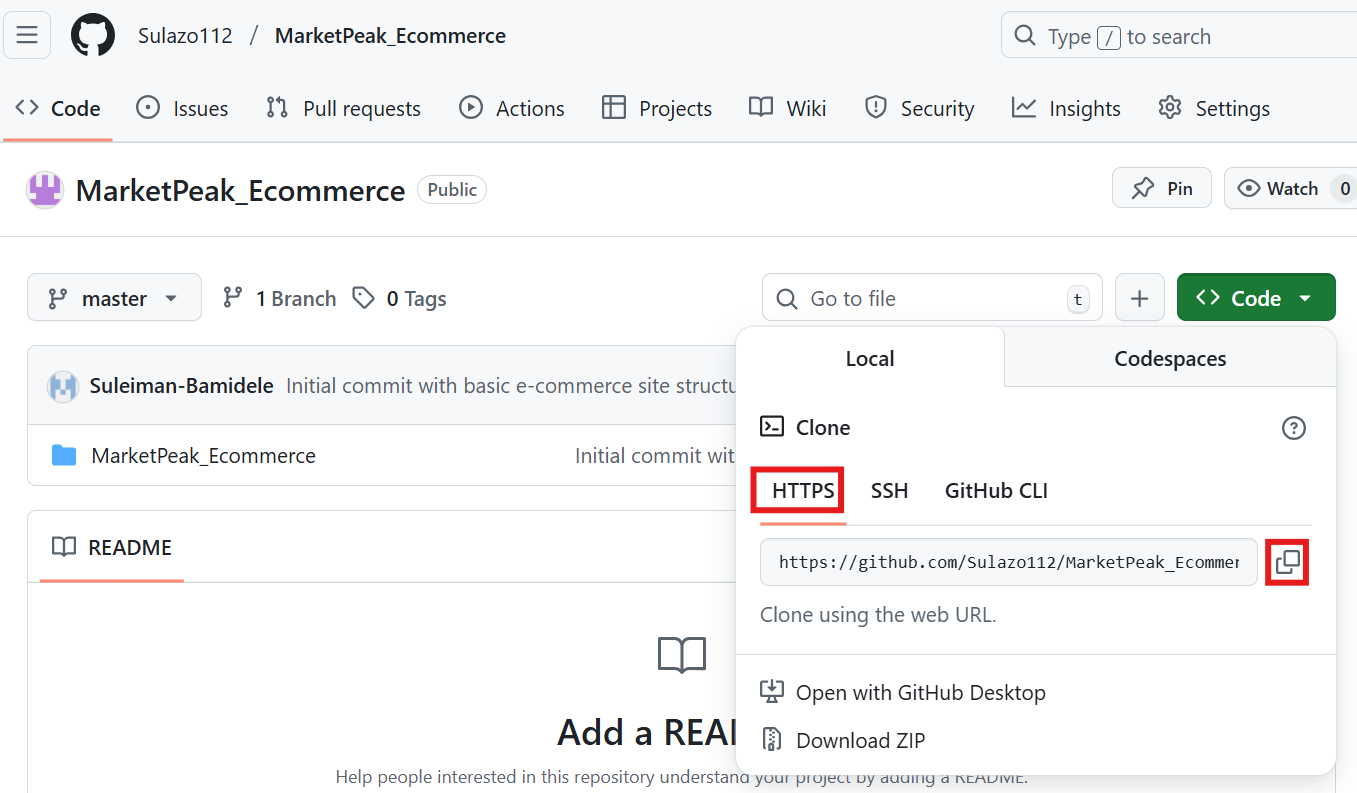 Sulazo112 / MarketPeak_Ecommerce
Type / to search
Code Issues Pull requests Actions Projects Wiki Security Insights Settings
MarketPeak_Ecommerce Public
Pin Watch 0
master 1 Branch 0 Tags
Go to file t
+ Code
Local Codespaces
Suleiman-Bamidele Initial commit with basic e-commerce site structu
MarketPeak_Ecommerce Initial commit wit
README
Clone
HTTPS SSH GitHub CLI
https://github.com/Sulazo112/MarketPeak_Ecommer
Clone using the web URL.
Open with GitHub Desktop
Download ZIP
Add a REA
Help people interested in this repository understand your project by adding a README.